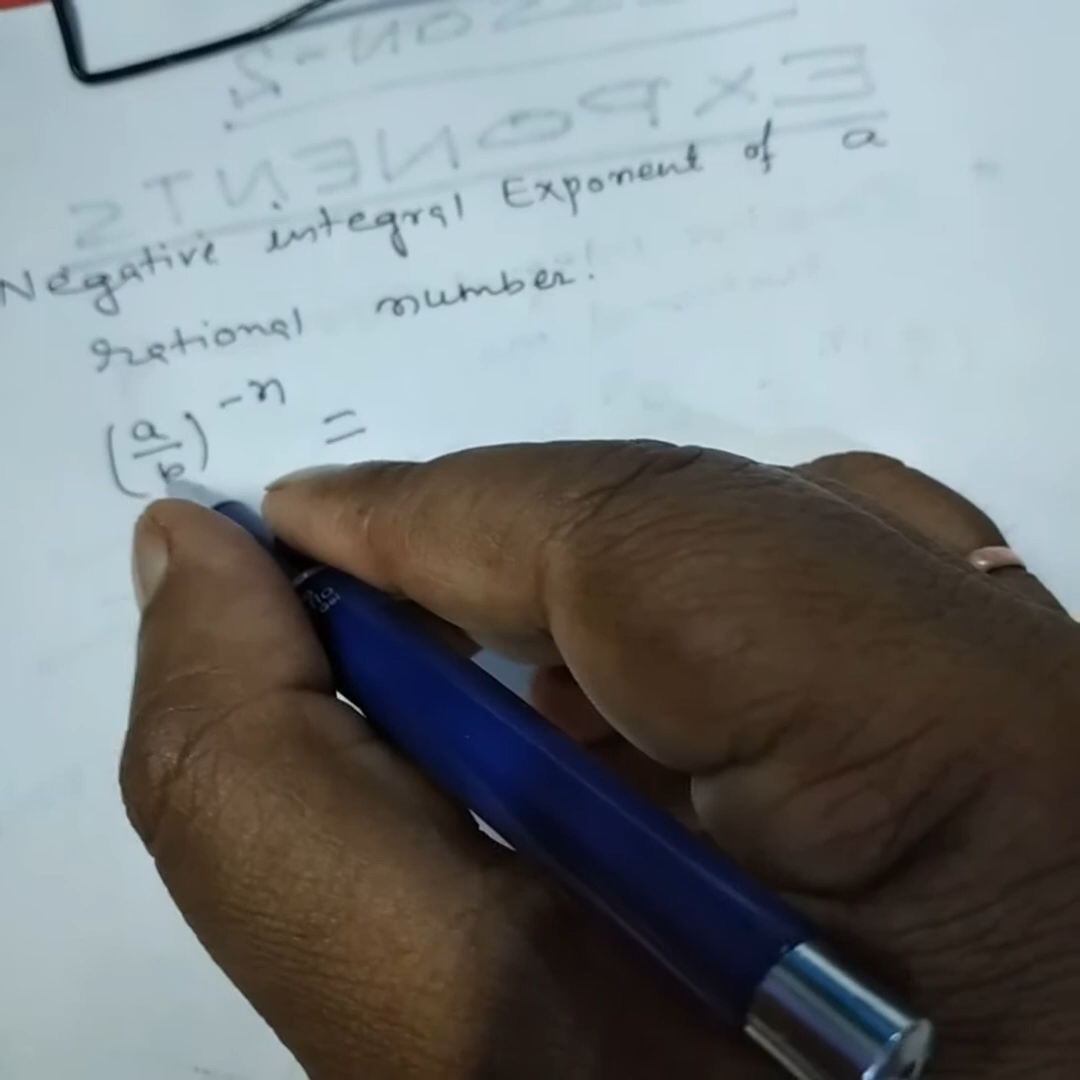 Negative integral Exponent of a
rational number.
(a/b)^-n =